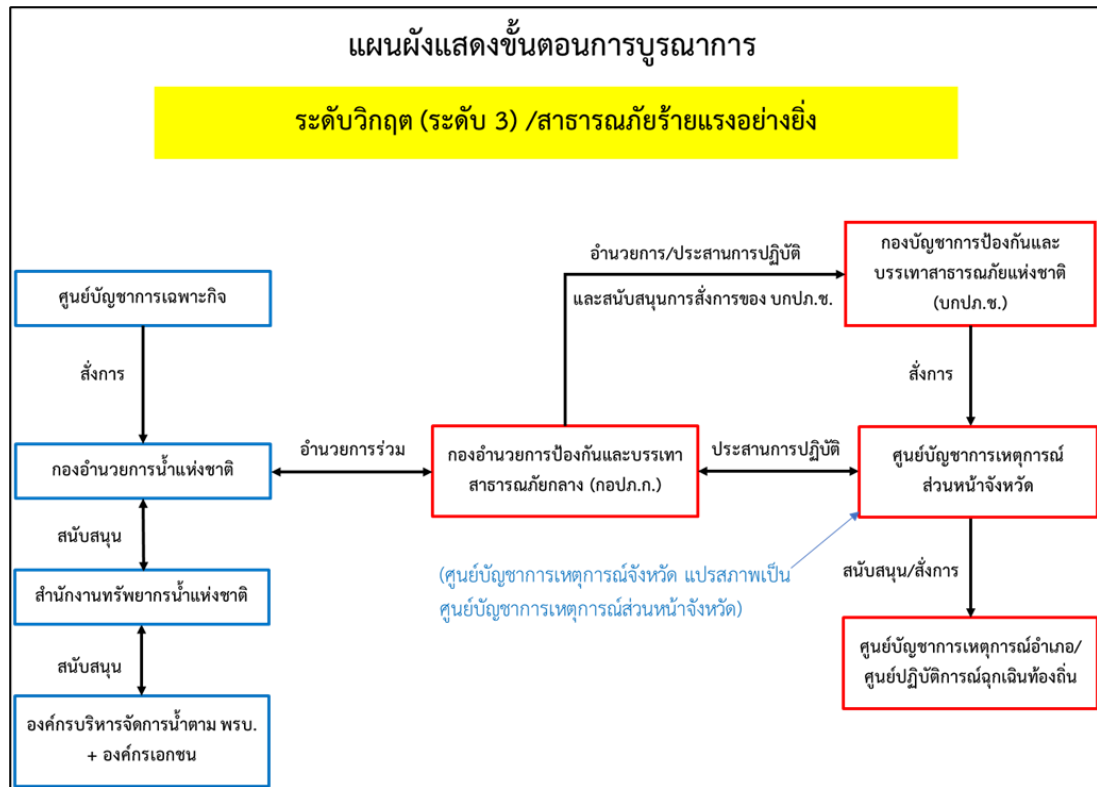 แผนผังแสดงขั้นตอนการบูรณาการ
ระดับวิกฤต (ระดับ 3) /สาธารณภัยร้ายแรงอย่างยิ่ง
ศูนย์บัญชาการเฉพาะกิจ
สั่งการ
กองอำนวยการน้ำแห่งชาติ
สนับสนุน
สำนักงานทรัพยากรน้ำแห่งชาติ
สนับสนุน
องค์กรบริหารจัดการน้ำตาม พรบ.
+ องค์กรเอกชน
อำนวยการร่วม
กองอำนวยการป้องกันและบรรเทา
สาธารณภัยกลาง (กอปภ.ก.)
อำนวยการ/ประสานการปฏิบัติ
และสนับสนุนการสั่งการของ บกปภ.ช.
กองบัญชาการป้องกันและ
บรรเทาสาธารณภัยแห่งชาติ
(บกปภ.ช.)
สั่งการ
ประสานการปฏิบัติ
ศูนย์บัญชาการเหตุการณ์
ส่วนหน้าจังหวัด
(ศูนย์บัญชาการเหตุการณ์จังหวัด แปรสภาพเป็น
ศูนย์บัญชาการเหตุการณ์ส่วนหน้าจังหวัด)
สนับสนุน/สั่งการ
ศูนย์บัญชาการเหตุการณ์อำเภอ/
ศูนย์ปฏิบัติการฉุกเฉินท้องถิ่น